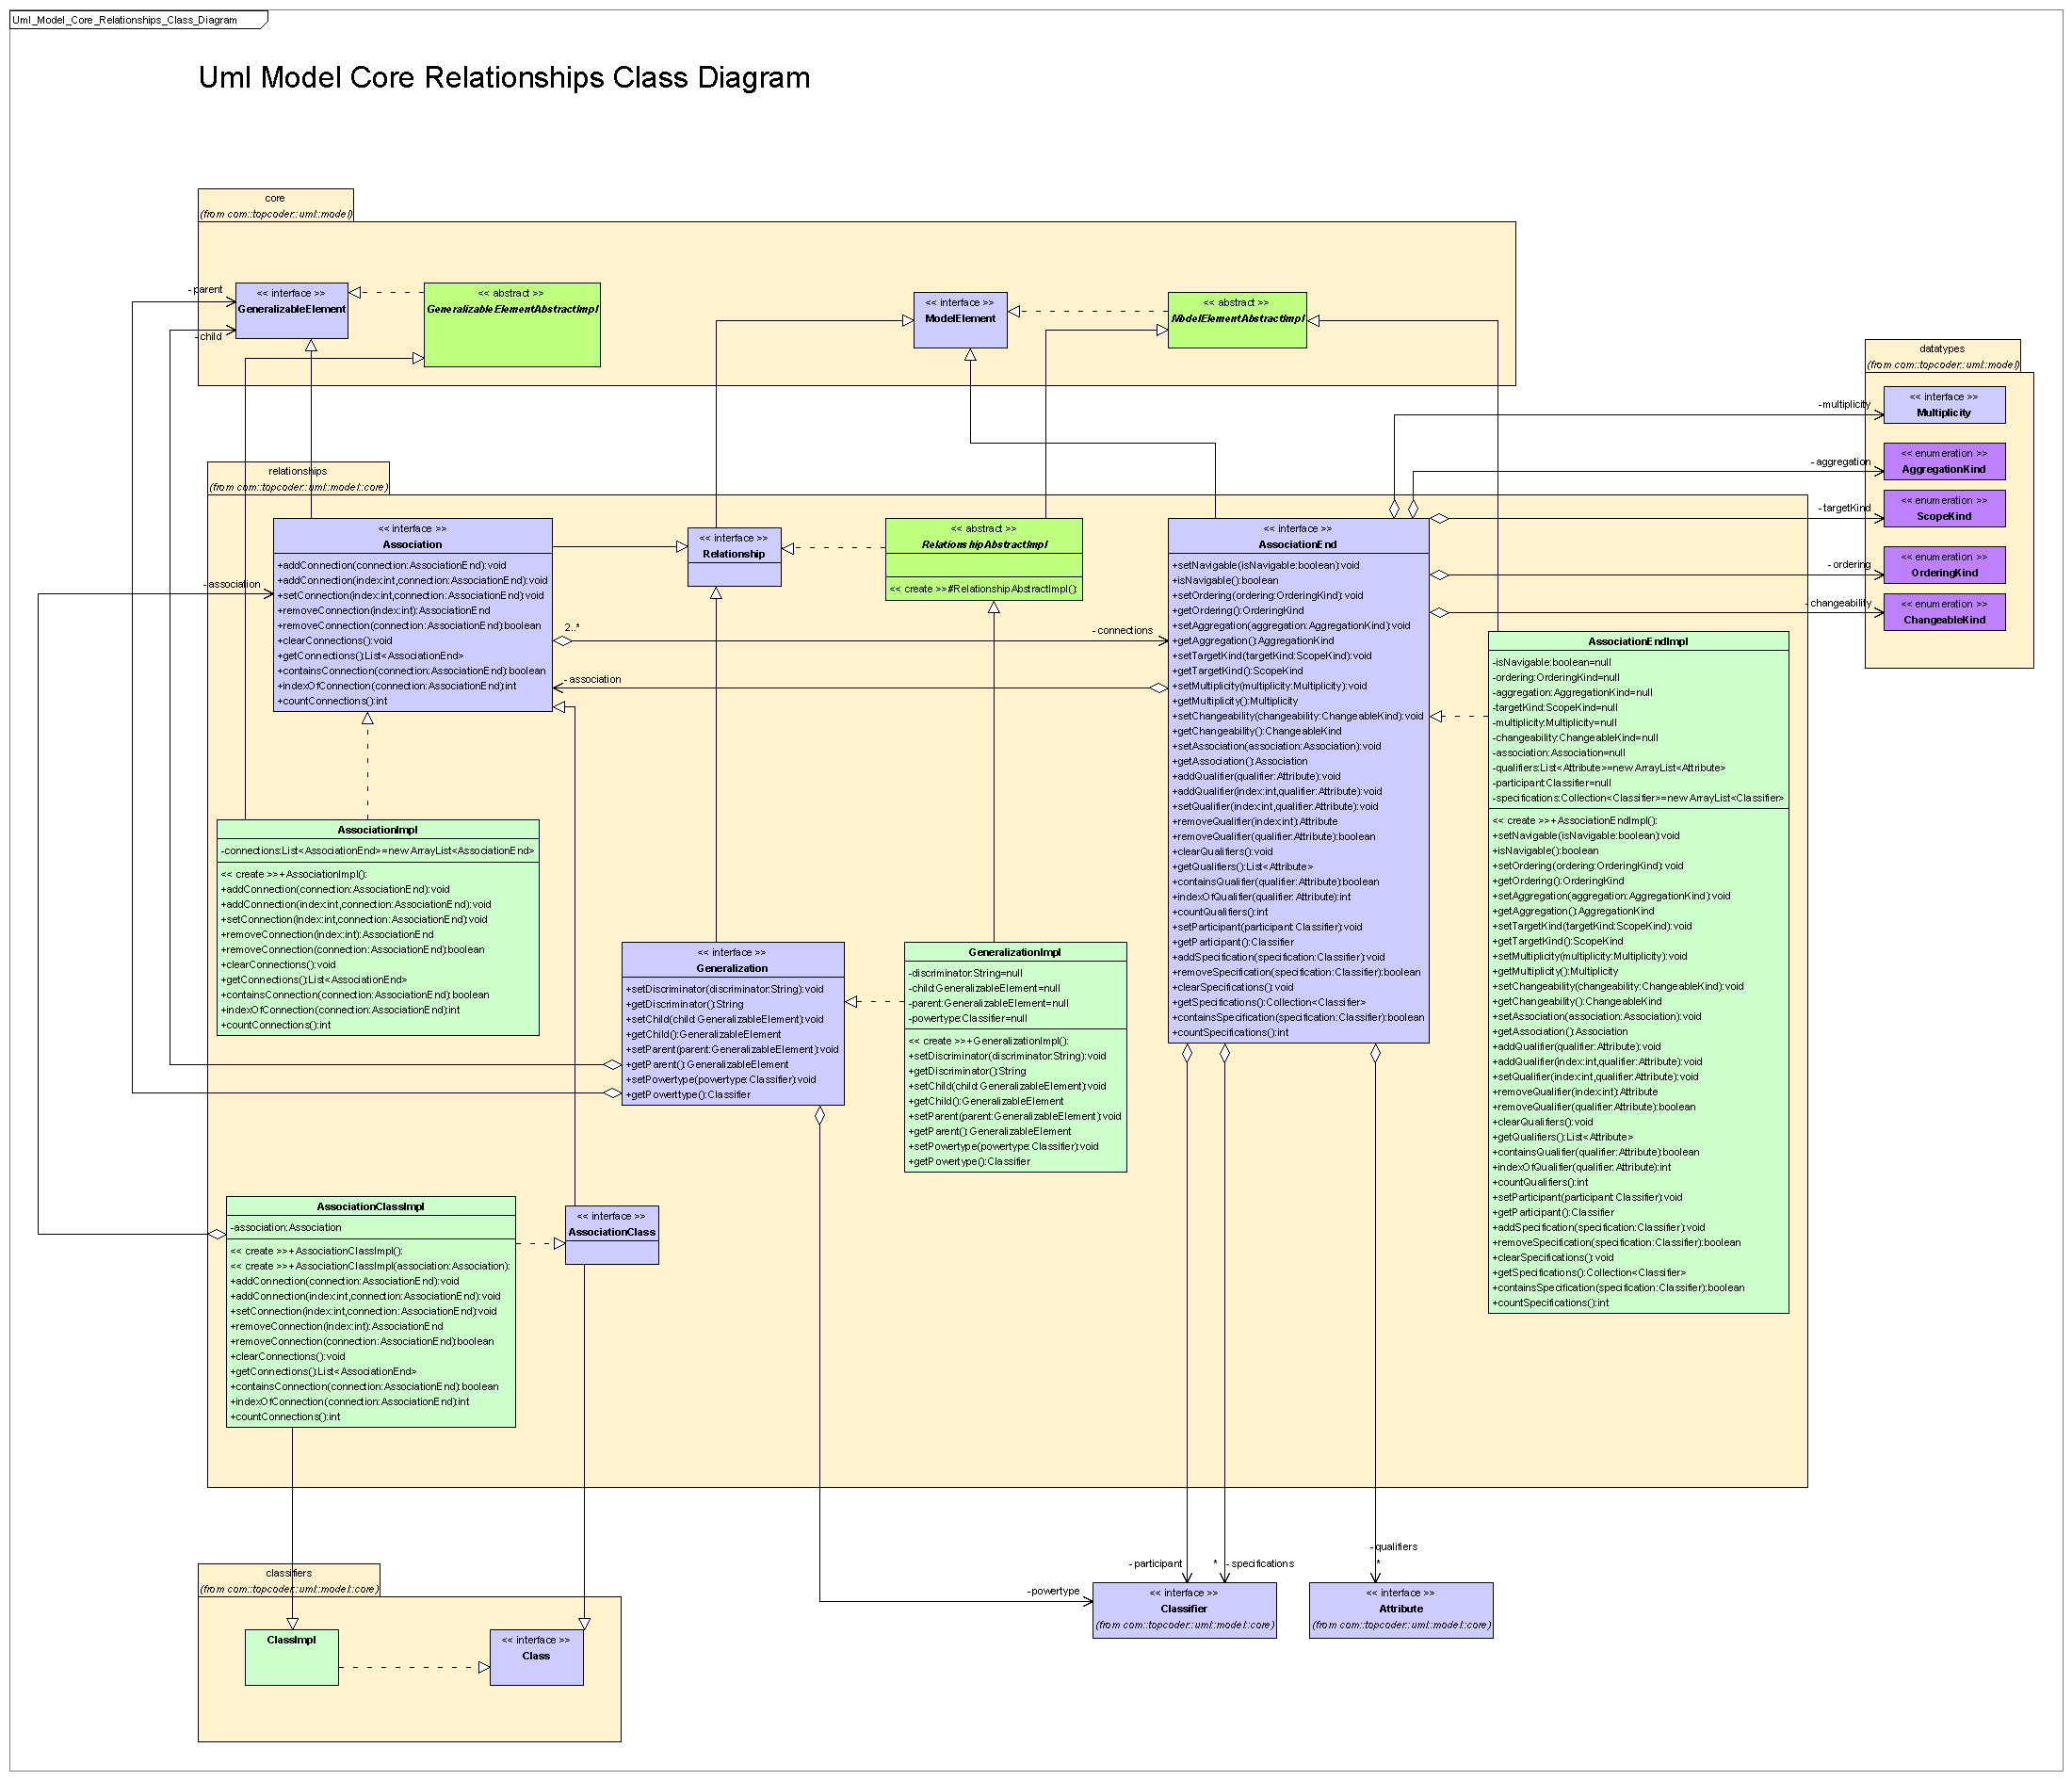 Uml_Model_Core_Relationships_Class_Diagram
Uml Model Core Relationships Class Diagram
core
(from com::topcoder::uml::model)
-parent
-child
<< interface >>
GeneralizableElement
<< abstract >>
GeneralizableElementAbstractImpl
<< interface >>
ModelElement
<< abstract >>
ModelElementAbstractImpl
datatypes
(from com::topcoder::uml::model)
-multiplicity
<< interface >>
Multiplicity
-aggregation
<< enumeration >>
AggregationKind
-targetKind
<< enumeration >>
ScopeKind
-ordering
<< enumeration >>
OrderingKind
-changeability
<< enumeration >>
ChangeableKind
relationships
(from com::topcoder::uml::model::core)
-association
<< interface >>
Association
+addConnection(connection:AssociationEnd):void
+addConnection(index:int,connection:AssociationEnd):void
+setConnection(index:int,connection:AssociationEnd):void
+removeConnection(index:int):AssociationEnd
+removeConnection(connection:AssociationEnd):boolean
+clearConnections():void
+getConnections():List<AssociationEnd>
+containsConnection(connection:AssociationEnd):boolean
+indexOfConnection(connection:AssociationEnd):int
+countConnections():int
2..*
-connections
-association
<< interface >>
Relationship
<< abstract >>
RelationshipAbstractImpl
<< create >>#RelationshipAbstractImpl():
<< interface >>
AssociationEnd
+setNavigable(isNavigable:boolean):void
+isNavigable():boolean
+setOrdering(ordering:OrderingKind):void
+getOrdering():OrderingKind
+setAggregation(aggregation:AggregationKind):void
+getAggregation():AggregationKind
+setTargetKind(targetKind:ScopeKind):void
+getTargetKind():ScopeKind
+setMultiplicity(multiplicity:Multiplicity):void
+getMultiplicity():Multiplicity
+setChangeability(changeability:ChangeableKind):void
+getChangeability():ChangeableKind
+setAssociation(association:Association):void
+getAssociation():Association
+addQualifier(qualifier:Attribute):void
+addQualifier(index:int,qualifier:Attribute):void
+setQualifier(index:int,qualifier:Attribute):void
+removeQualifier(index:int):Attribute
+removeQualifier(qualifier:Attribute):boolean
+clearQualifiers():void
+getQualifiers():List<Attribute>
+containsQualifier(qualifier:Attribute):boolean
+indexOfQualifier(qualifier:Attribute):int
+countQualifiers():int
+setParticipant(participant:Classifier):void
+getParticipant():Classifier
+addSpecification(specification:Classifier):void
+removeSpecification(specification:Classifier):boolean
+clearSpecifications():void
+getSpecifications():Collection<Classifier>
+containsSpecification(specification:Classifier):boolean
+countSpecifications():int
AssociationEndImpl
-isNavigable:boolean=null
-ordering:OrderingKind=null
-aggregation:AggregationKind=null
-targetKind:ScopeKind=null
-multiplicity:Multiplicity=null
-changeability:ChangeableKind=null
-association:Association=null
-qualifiers:List<Attribute>=new ArrayList<Attribute>
-participant:Classifier=null
-specifications:Collection<Classifier>=new ArrayList<Classifier>
<< create >>+AssociationEndImpl():
+setNavigable(isNavigable:boolean):void
+isNavigable():boolean
+setOrdering(ordering:OrderingKind):void
+getOrdering():OrderingKind
+setAggregation(aggregation:AggregationKind):void
+getAggregation():AggregationKind
+setTargetKind(targetKind:ScopeKind):void
+getTargetKind():ScopeKind
+setMultiplicity(multiplicity:Multiplicity):void
+getMultiplicity():Multiplicity
+setChangeability(changeability:ChangeableKind):void
+getChangeability():ChangeableKind
+setAssociation(association:Association):void
+getAssociation():Association
+addQualifier(qualifier:Attribute):void
+addQualifier(index:int,qualifier:Attribute):void
+setQualifier(index:int,qualifier:Attribute):void
+removeQualifier(index:int):Attribute
+removeQualifier(qualifier:Attribute):boolean
+clearQualifiers():void
+getQualifiers():List<Attribute>
+containsQualifier(qualifier:Attribute):boolean
+indexOfQualifier(qualifier:Attribute):int
+countQualifiers():int
+setParticipant(participant:Classifier):void
+getParticipant():Classifier
+addSpecification(specification:Classifier):void
+removeSpecification(specification:Classifier):boolean
+clearSpecifications():void
+getSpecifications():Collection<Classifier>
+containsSpecification(specification:Classifier):boolean
+countSpecifications():int
AssociationImpl
-connections:List<AssociationEnd>=new ArrayList<AssociationEnd>
<< create >>+AssociationImpl():
+addConnection(connection:AssociationEnd):void
+addConnection(index:int,connection:AssociationEnd):void
+setConnection(index:int,connection:AssociationEnd):void
+removeConnection(index:int):AssociationEnd
+removeConnection(connection:AssociationEnd):boolean
+clearConnections():void
+getConnections():List<AssociationEnd>
+containsConnection(connection:AssociationEnd):boolean
+indexOfConnection(connection:AssociationEnd):int
+countConnections():int
<< interface >>
Generalization
+setDiscriminator(discriminator:String):void
+getDiscriminator():String
+setChild(child:GeneralizableElement):void
+getChild():GeneralizableElement
+setParent(parent:GeneralizableElement):void
+getParent():GeneralizableElement
+setPowertype(powertype:Classifier):void
+getPowerttype():Classifier
GeneralizationImpl
-discriminator:String=null
-child:GeneralizableElement=null
-parent:GeneralizableElement=null
-powertype:Classifier=null
<< create >>+GeneralizationImpl():
+setDiscriminator(discriminator:String):void
+getDiscriminator():String
+setChild(child:GeneralizableElement):void
+getChild():GeneralizableElement
+setParent(parent:GeneralizableElement):void
+getParent():GeneralizableElement
+setPowertype(powertype:Classifier):void
+getPowertype():Classifier
AssociationClassImpl
-association:Association
<< create >>+AssociationClassImpl():
<< create >>+AssociationClassImpl(association:Association):
+addConnection(connection:AssociationEnd):void
+addConnection(index:int,connection:AssociationEnd):void
+setConnection(index:int,connection:AssociationEnd):void
+removeConnection(index:int):AssociationEnd
+removeConnection(connection:AssociationEnd):boolean
+clearConnections():void
+getConnections():List<AssociationEnd>
+containsConnection(connection:AssociationEnd):boolean
+indexOfConnection(connection:AssociationEnd):int
+countConnections():int
<< interface >>
AssociationClass
classifiers
(from com::topcoder::uml::model::core)
ClassImpl
<< interface >>
Class
-powertype
-participant
* -specifications
<< interface >>
Classifier
(from com::topcoder::uml::model::core)
-qualifiers
*
<< interface >>
Attribute
(from com::topcoder::uml::model::core)